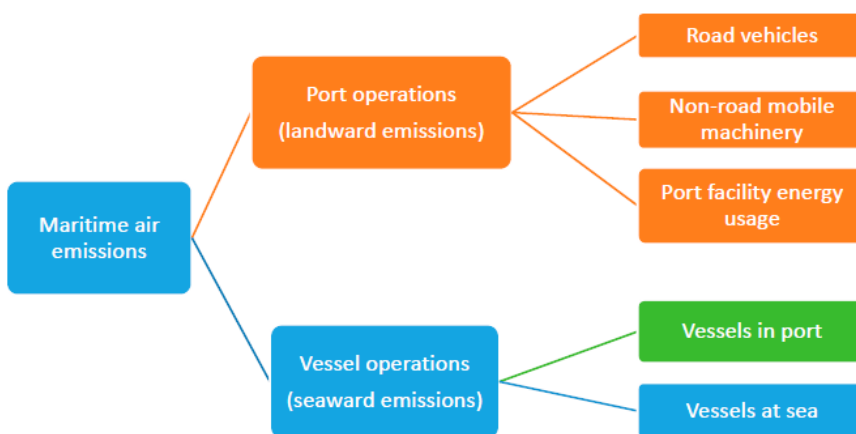 Maritime air
emissions
Port operations
(landward emissions)
Road vehicles
Non-road mobile
machinery
Port facility energy
usage
Vessel operations
(seaward emissions)
Vessels in port
Vessels at sea